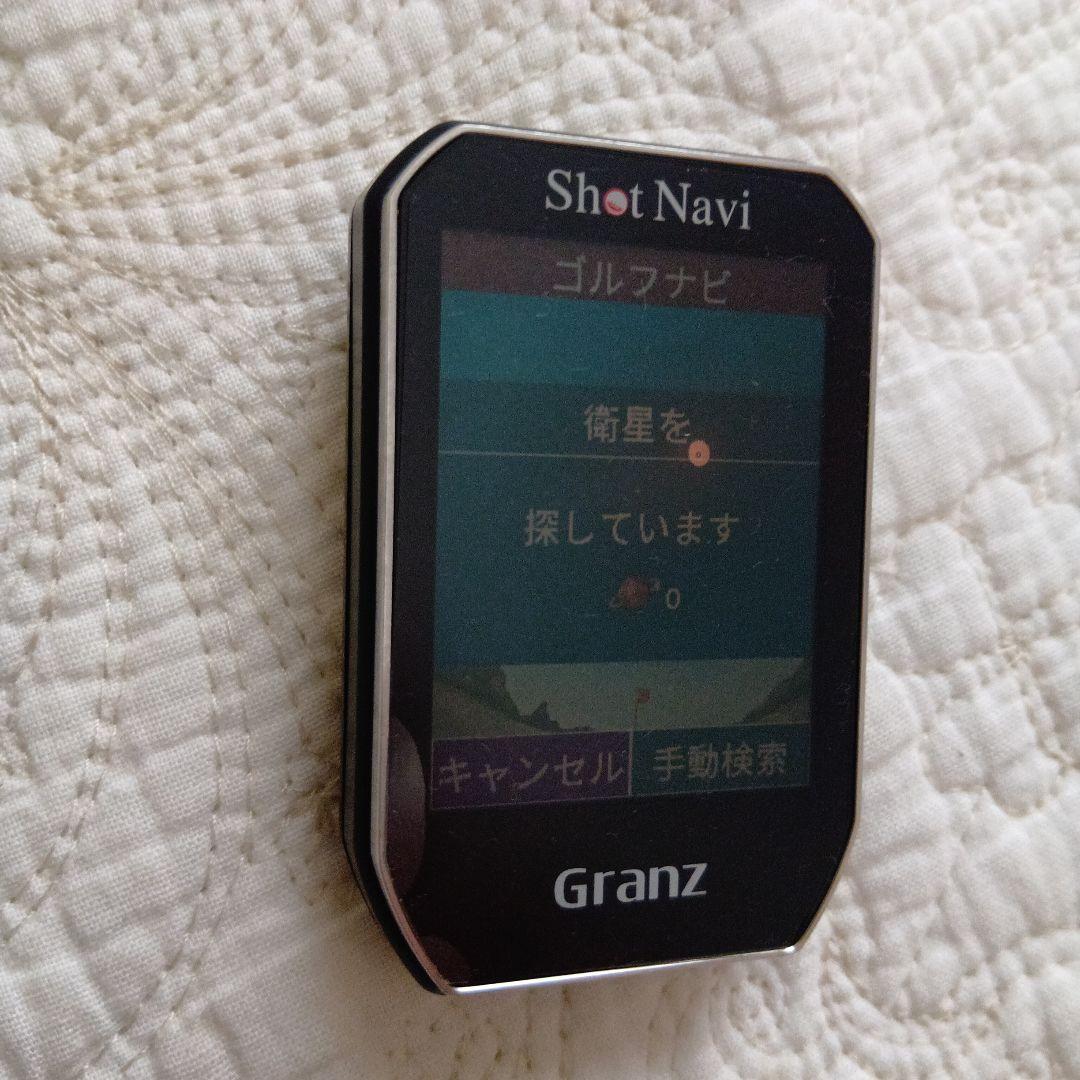 Shot Navi
ゴルフナビ
衛星を
探しています
0
キャンセル 手動検索
Granz